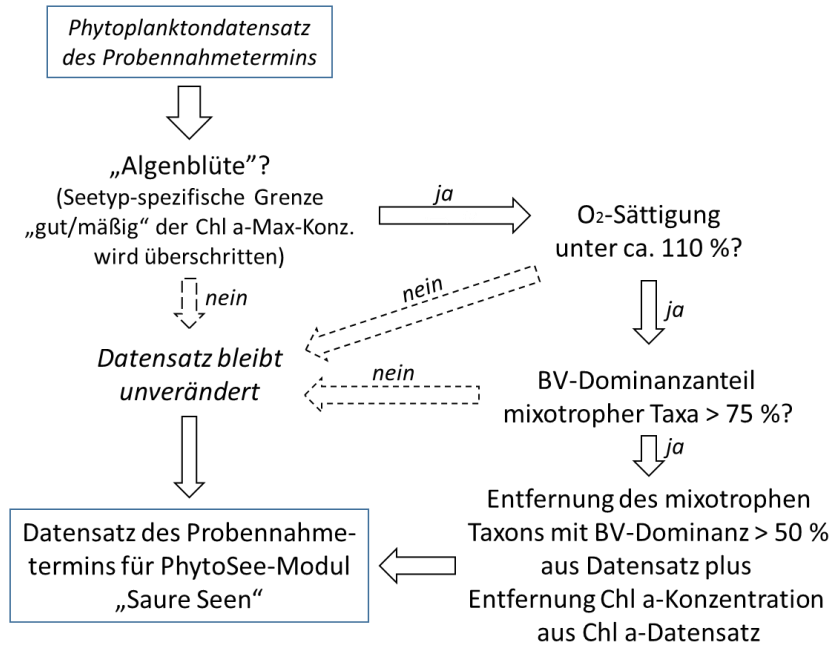 Phytoplanktondatensatz
des Probennahmetermins
„Algenblüte”?
(Seetyp-spezifische Grenze
„gut/mäßig“ der Chl a-Max-Konz.
wird überschritten)
ja
O₂-Sättigung
unter ca. 110 %?
nein
nein
ja
Datensatz bleibt
unverändert
nein
BV-Dominanzanteil
mixotropher Taxa > 75 %?
ja
Datensatz des Probennahme-
termins für PhytoSee-Modul
„Saure Seen“
Entfernung des mixotrophen
Taxons mit BV-Dominanz > 50 %
aus Datensatz plus
Entfernung Chl a-Konzentration
aus Chl a-Datensatz